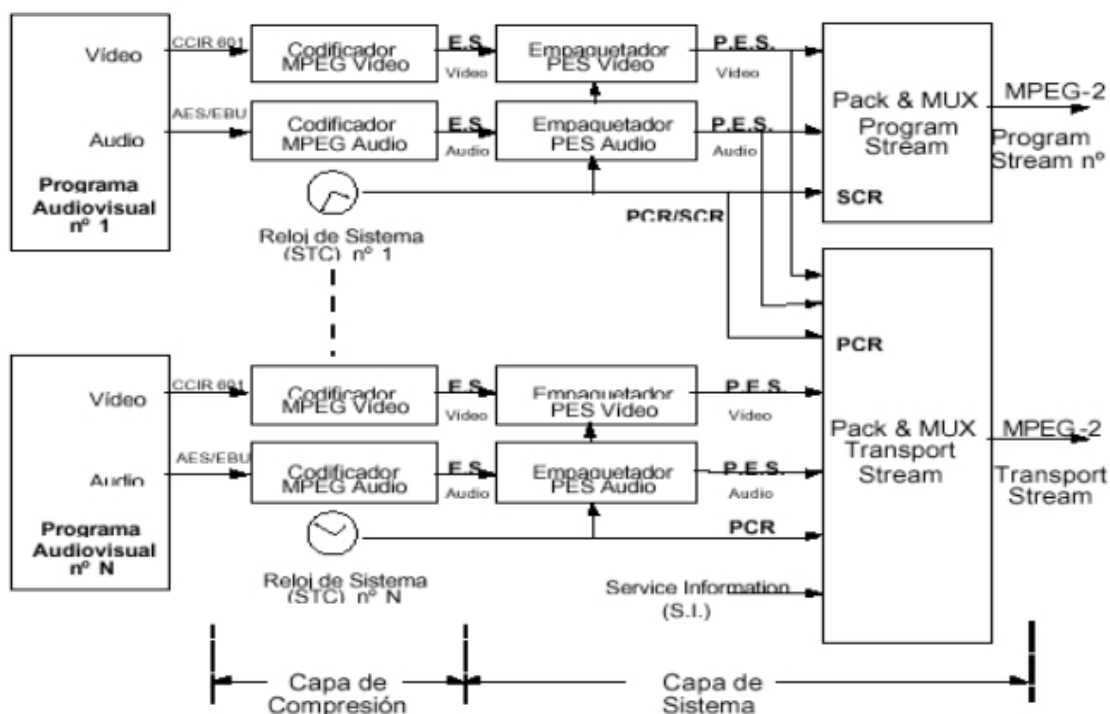 Vídeo
CCIR 601
Codificador
MPEG Vídeo
E.S.
Vídeo
Empaquetador
PES Vídeo
P.E.S.
Vídeo
Audio
AES/EBU
Codificador
MPEG Audio
E.S.
Audio
Empaquetador
PES Audio
P.E.S.
Audio
Programa
Audiovisual
nº 1
Reloj de Sistema
(STC) nº 1
PCR/SCR
Pack & MUX
Program
Stream
SCR
MPEG-2
Program
Stream nº
Vídeo
CCIR 601
Codificador
MPEG Vídeo
E.S.
Vídeo
Empaquetador
PES Vídeo
P.E.S.
Vídeo
Audio
AES/EBU
Codificador
MPEG Audio
E.S.
Audio
Empaquetador
PES Audio
P.E.S.
Audio
Programa
Audiovisual
nº N
Reloj de Sistema
(STC) nº N
PCR
Service Information
(S.I.)
PCR
Pack & MUX
Transport
Stream
MPEG-2
Transport
Stream
Capa de
Compresión
Capa de
Sistema